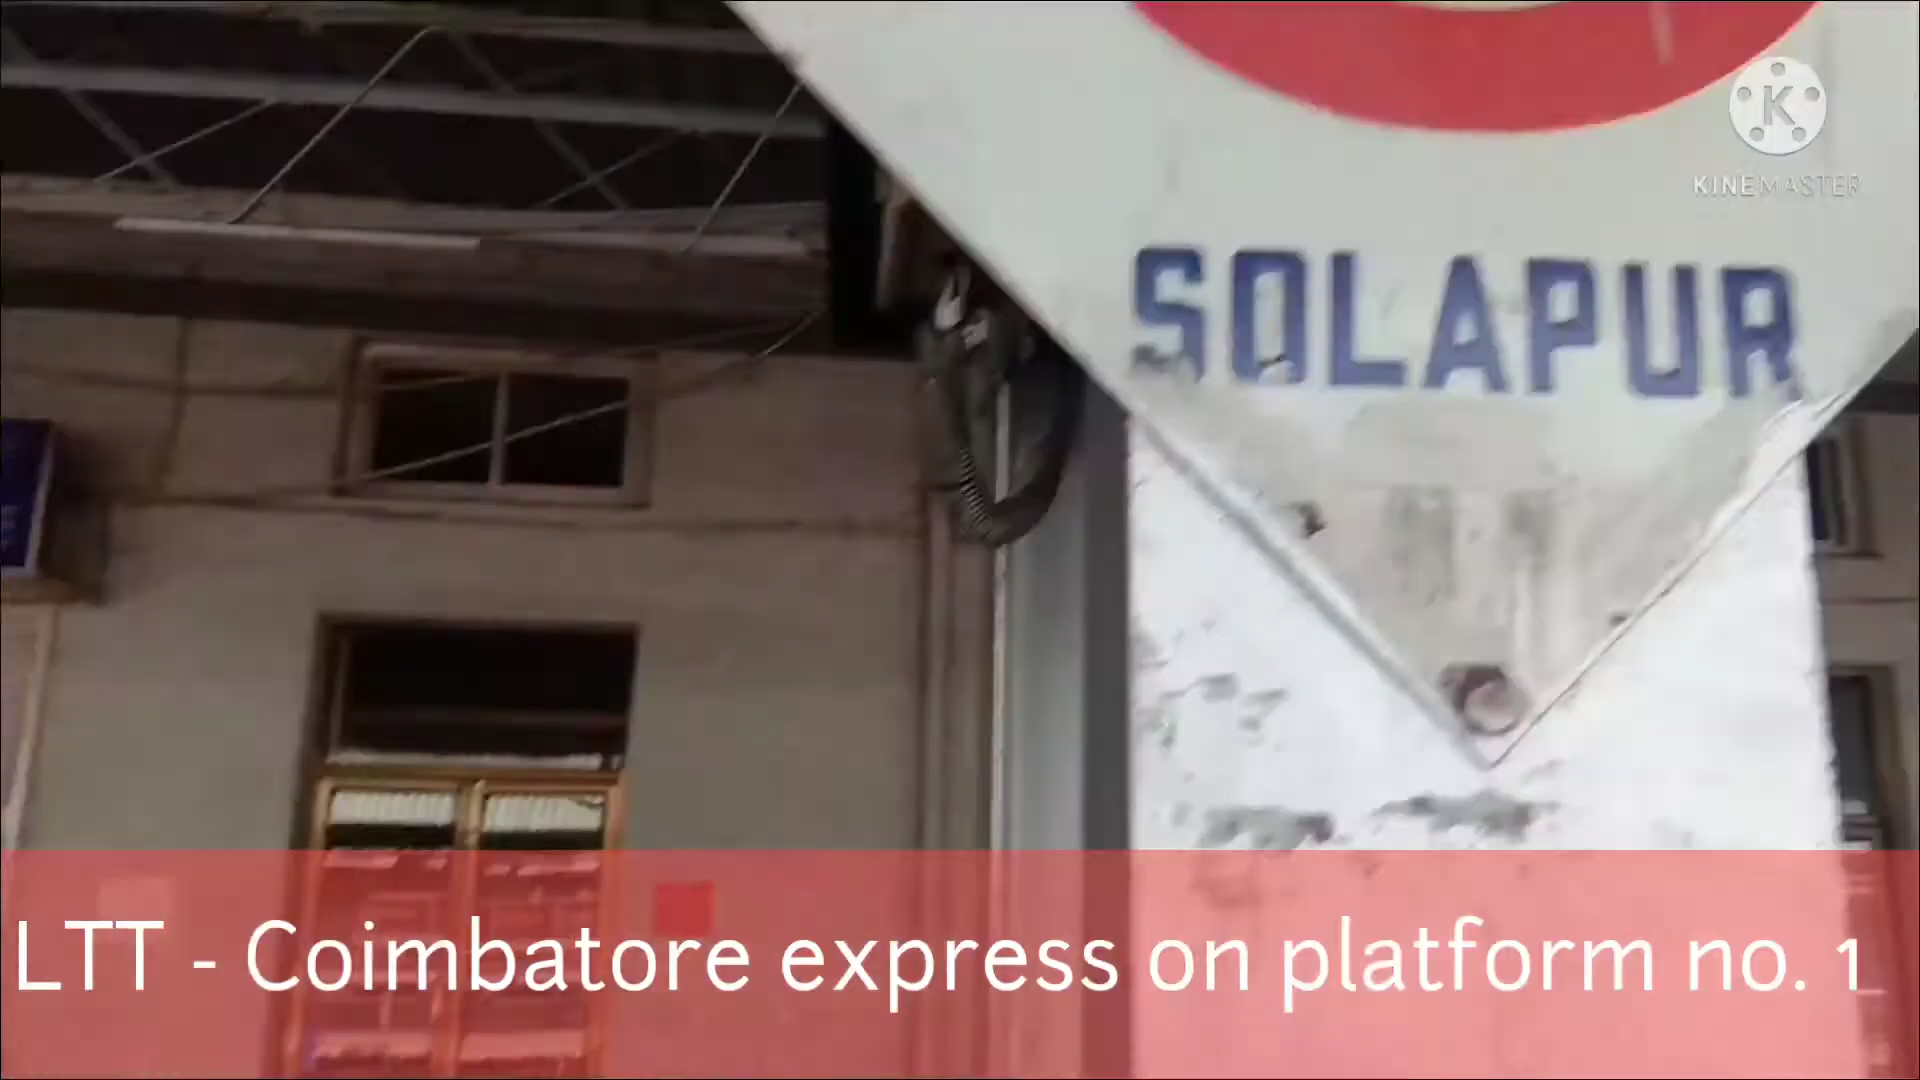 K
KINEMASTER
SOLAPUR
LTT - Coimbatore express on platform no. 1